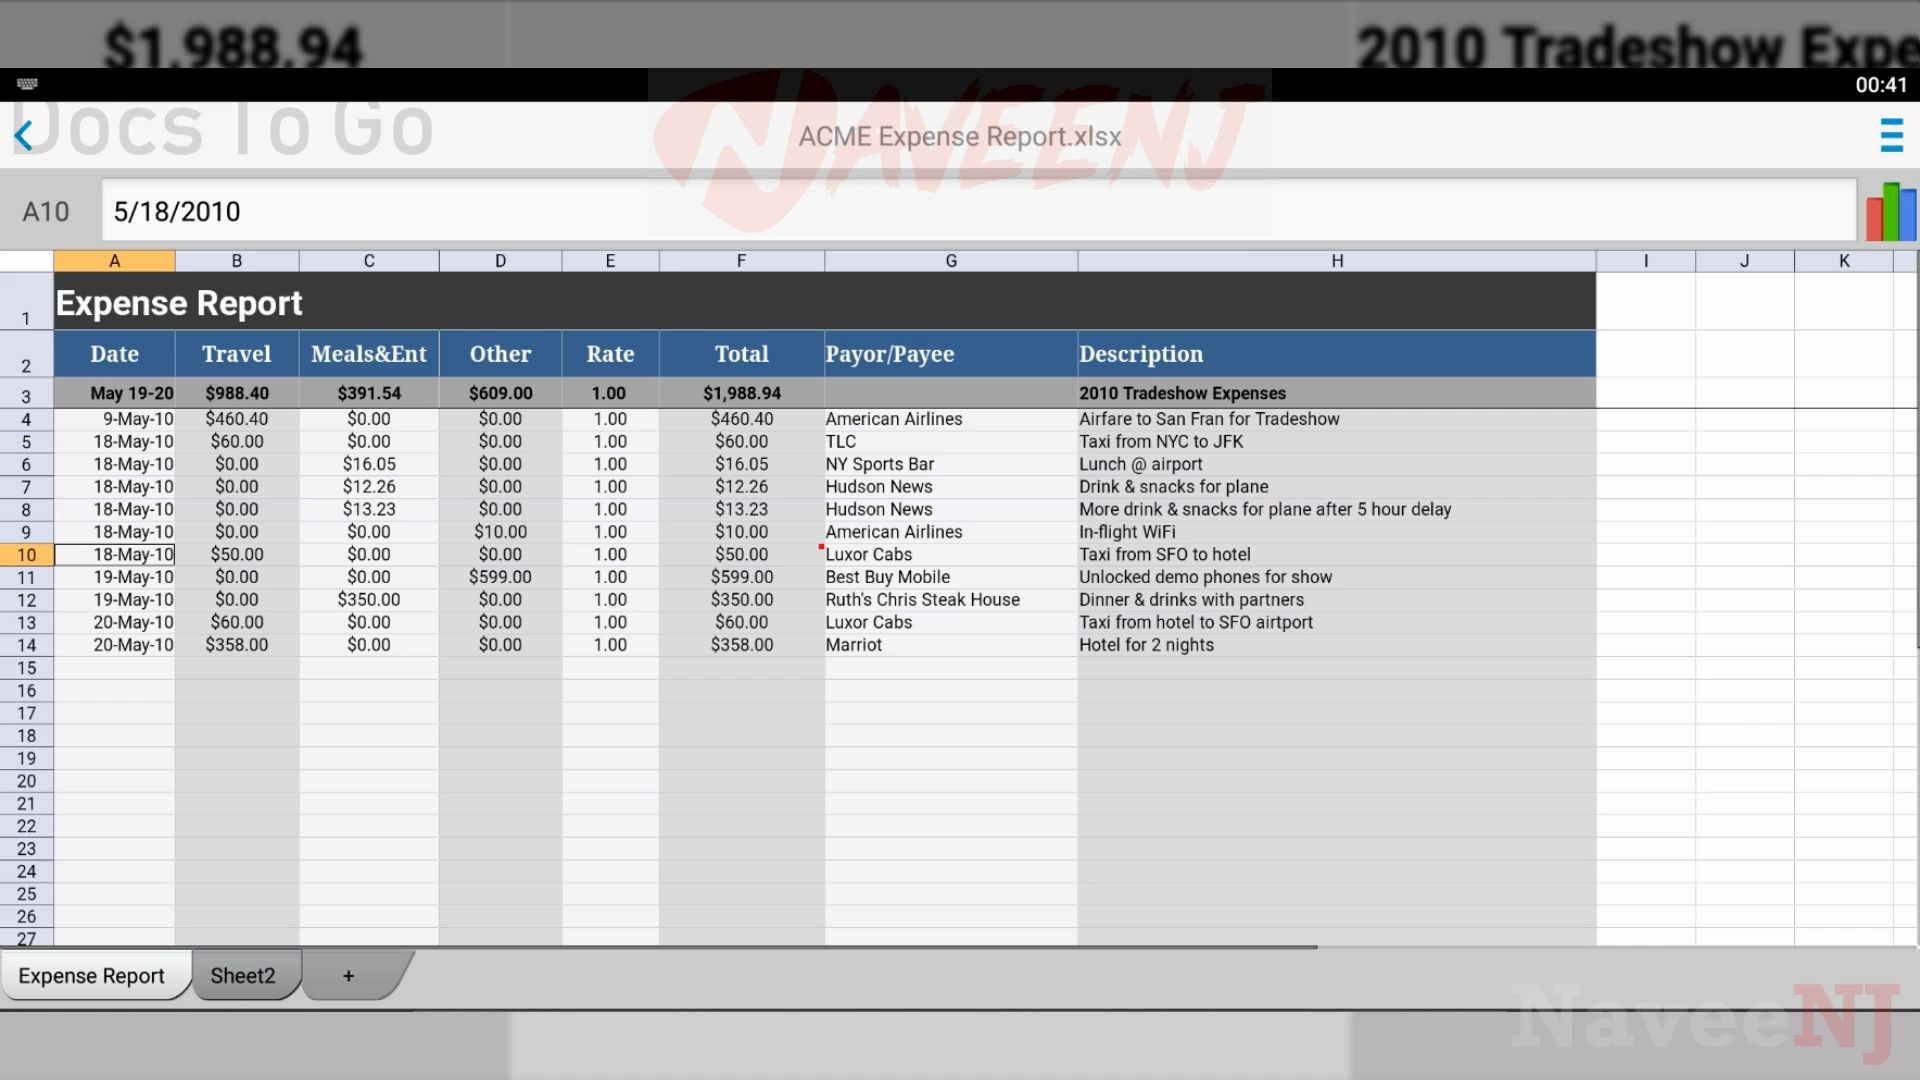 $1,988.94 2010 Tradeshow Expe
00:41
Docs To Go NAVEENJ
ACME Expense Report.xlsx
A10 5/18/2010
A B C D E F G H I J K
1 Expense Report
2 Date Travel Meals&Ent Other Rate Total Payor/Payee Description
3 May 19-20 $988.40 $391.54 $609.00 1.00 $1,988.94 2010 Tradeshow Expenses
4 9-May-10 $460.40 $0.00 $0.00 1.00 $460.40 American Airlines Airfare to San Fran for Tradeshow
5 18-May-10 $60.00 $0.00 $0.00 1.00 $60.00 TLC Taxi from NYC to JFK
6 18-May-10 $0.00 $16.05 $0.00 1.00 $16.05 NY Sports Bar Lunch @ airport
7 18-May-10 $0.00 $12.26 $0.00 1.00 $12.26 Hudson News Drink & snacks for plane
8 18-May-10 $0.00 $13.23 $0.00 1.00 $13.23 Hudson News More drink & snacks for plane after 5 hour delay
9 18-May-10 $0.00 $0.00 $10.00 1.00 $10.00 American Airlines In-flight WiFi
10 18-May-10 $50.00 $0.00 $0.00 1.00 $50.00 Luxor Cabs Taxi from SFO to hotel
11 19-May-10 $0.00 $0.00 $599.00 1.00 $599.00 Best Buy Mobile Unlocked demo phones for show
12 19-May-10 $0.00 $350.00 $0.00 1.00 $350.00 Ruth's Chris Steak House Dinner & drinks with partners
13 20-May-10 $60.00 $0.00 $0.00 1.00 $60.00 Luxor Cabs Taxi from hotel to SFO airtport
14 20-May-10 $358.00 $0.00 $0.00 1.00 $358.00 Marriot Hotel for 2 nights
15
16
17
18
19
20
21
22
23
24
25
26
27
Expense Report Sheet2 +
NaveeNJ